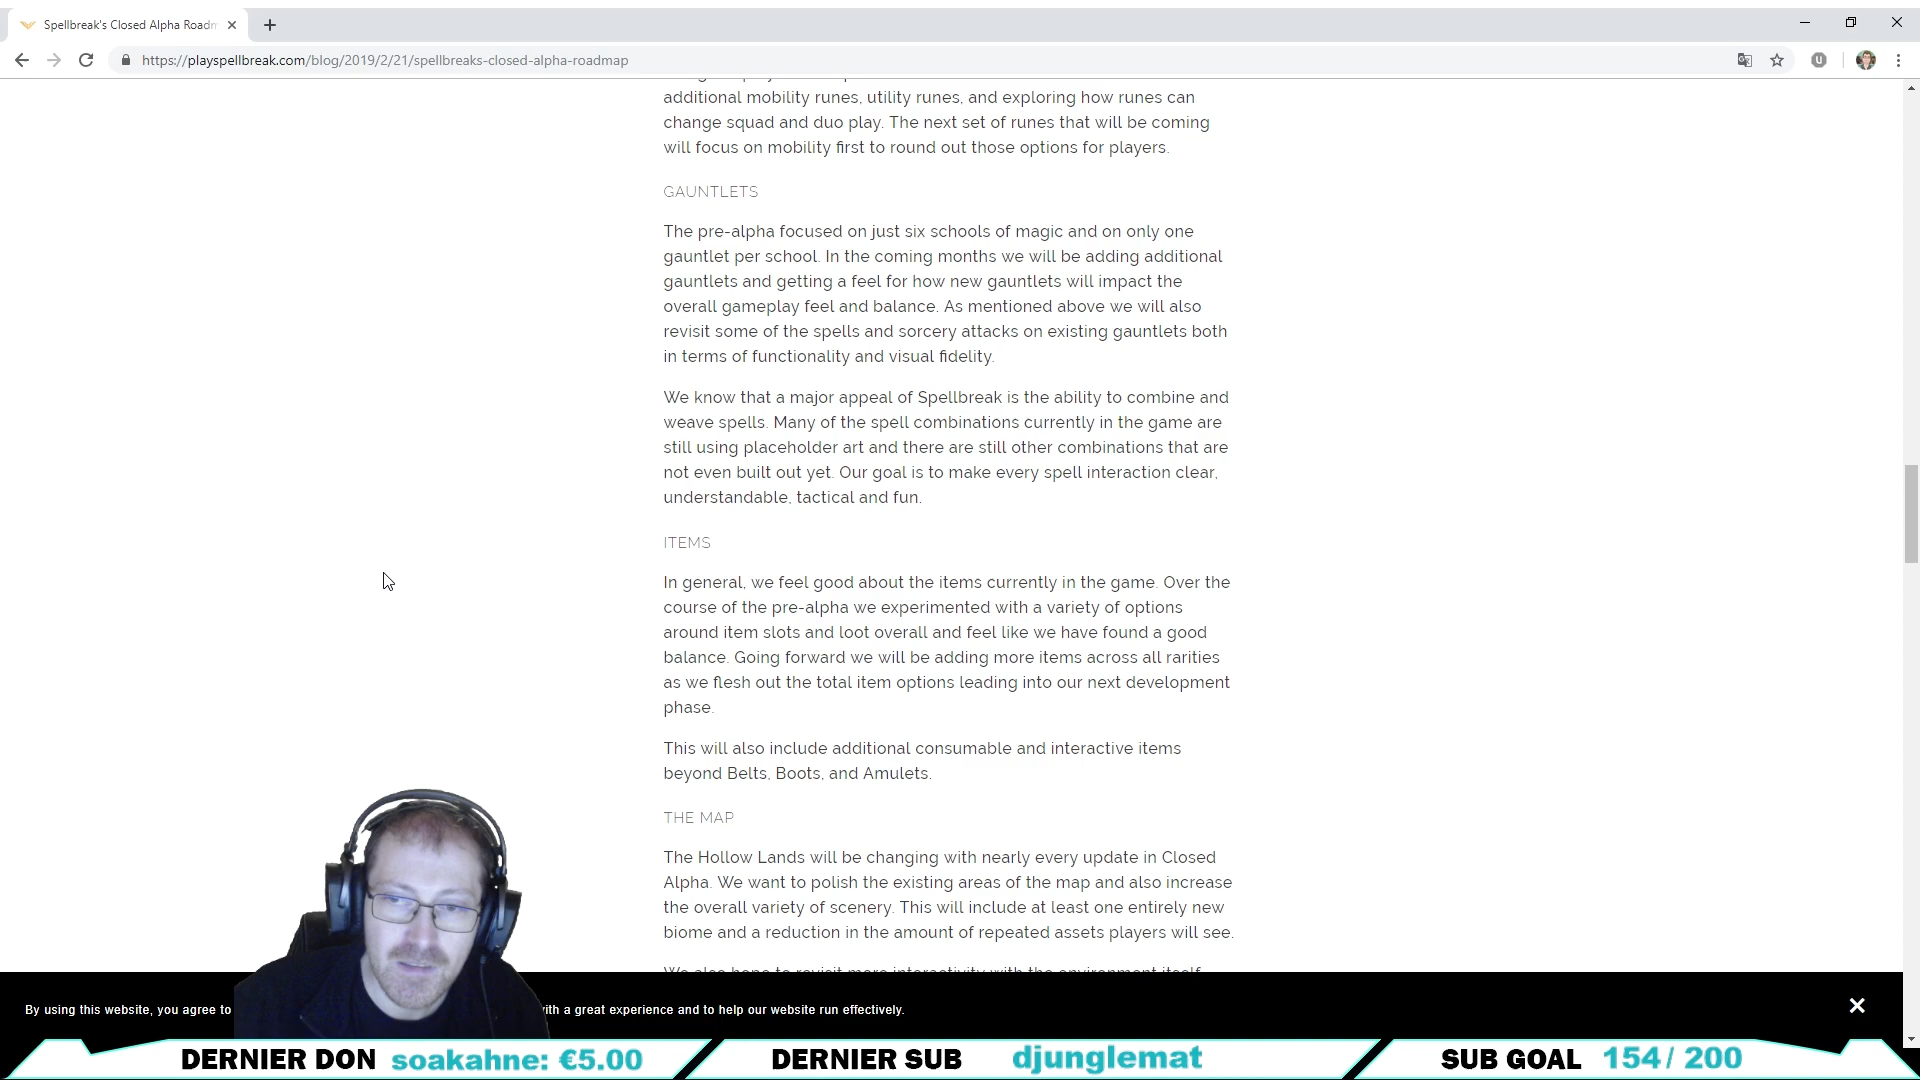 Spellbreak's Closed Alpha Roadm
https://playspellbreak.com/blog/2019/2/21/spellbreaks-closed-alpha-roadmap
additional mobility runes, utility runes, and exploring how runes can
change squad and duo play. The next set of runes that will be coming
will focus on mobility first to round out those options for players.
GAUNTLETS
The pre-alpha focused on just six schools of magic and on only one
gauntlet per school. In the coming months we will be adding additional
gauntlets and getting a feel for how new gauntlets will impact the
overall gameplay feel and balance. As mentioned above we will also
revisit some of the spells and sorcery attacks on existing gauntlets both
in terms of functionality and visual fidelity.
We know that a major appeal of Spellbreak is the ability to combine and
weave spells. Many of the spell combinations currently in the game are
still using placeholder art and there are still other combinations that are
not even built out yet. Our goal is to make every spell interaction clear,
understandable, tactical and fun.
ITEMS
In general, we feel good about the items currently in the game. Over the
course of the pre-alpha we experimented with a variety of options
around item slots and loot overall and feel like we have found a good
balance. Going forward we will be adding more items across all rarities
as we flesh out the total item options leading into our next development
phase.
This will also include additional consumable and interactive items
beyond Belts, Boots, and Amulets.
THE MAP
The Hollow Lands will be changing with nearly every update in Closed
Alpha. We want to polish the existing areas of the map and also increase
the overall variety of scenery. This will include at least one entirely new
biome and a reduction in the amount of repeated assets players will see.
We also hope to revisit more interactivity with the environment itself
By using this website, you agree to ith a great experience and to help our website run effectively.
DERNIER DON soakahne: €5.00 DERNIER SUB djunglemat SUB GOAL 154 / 200